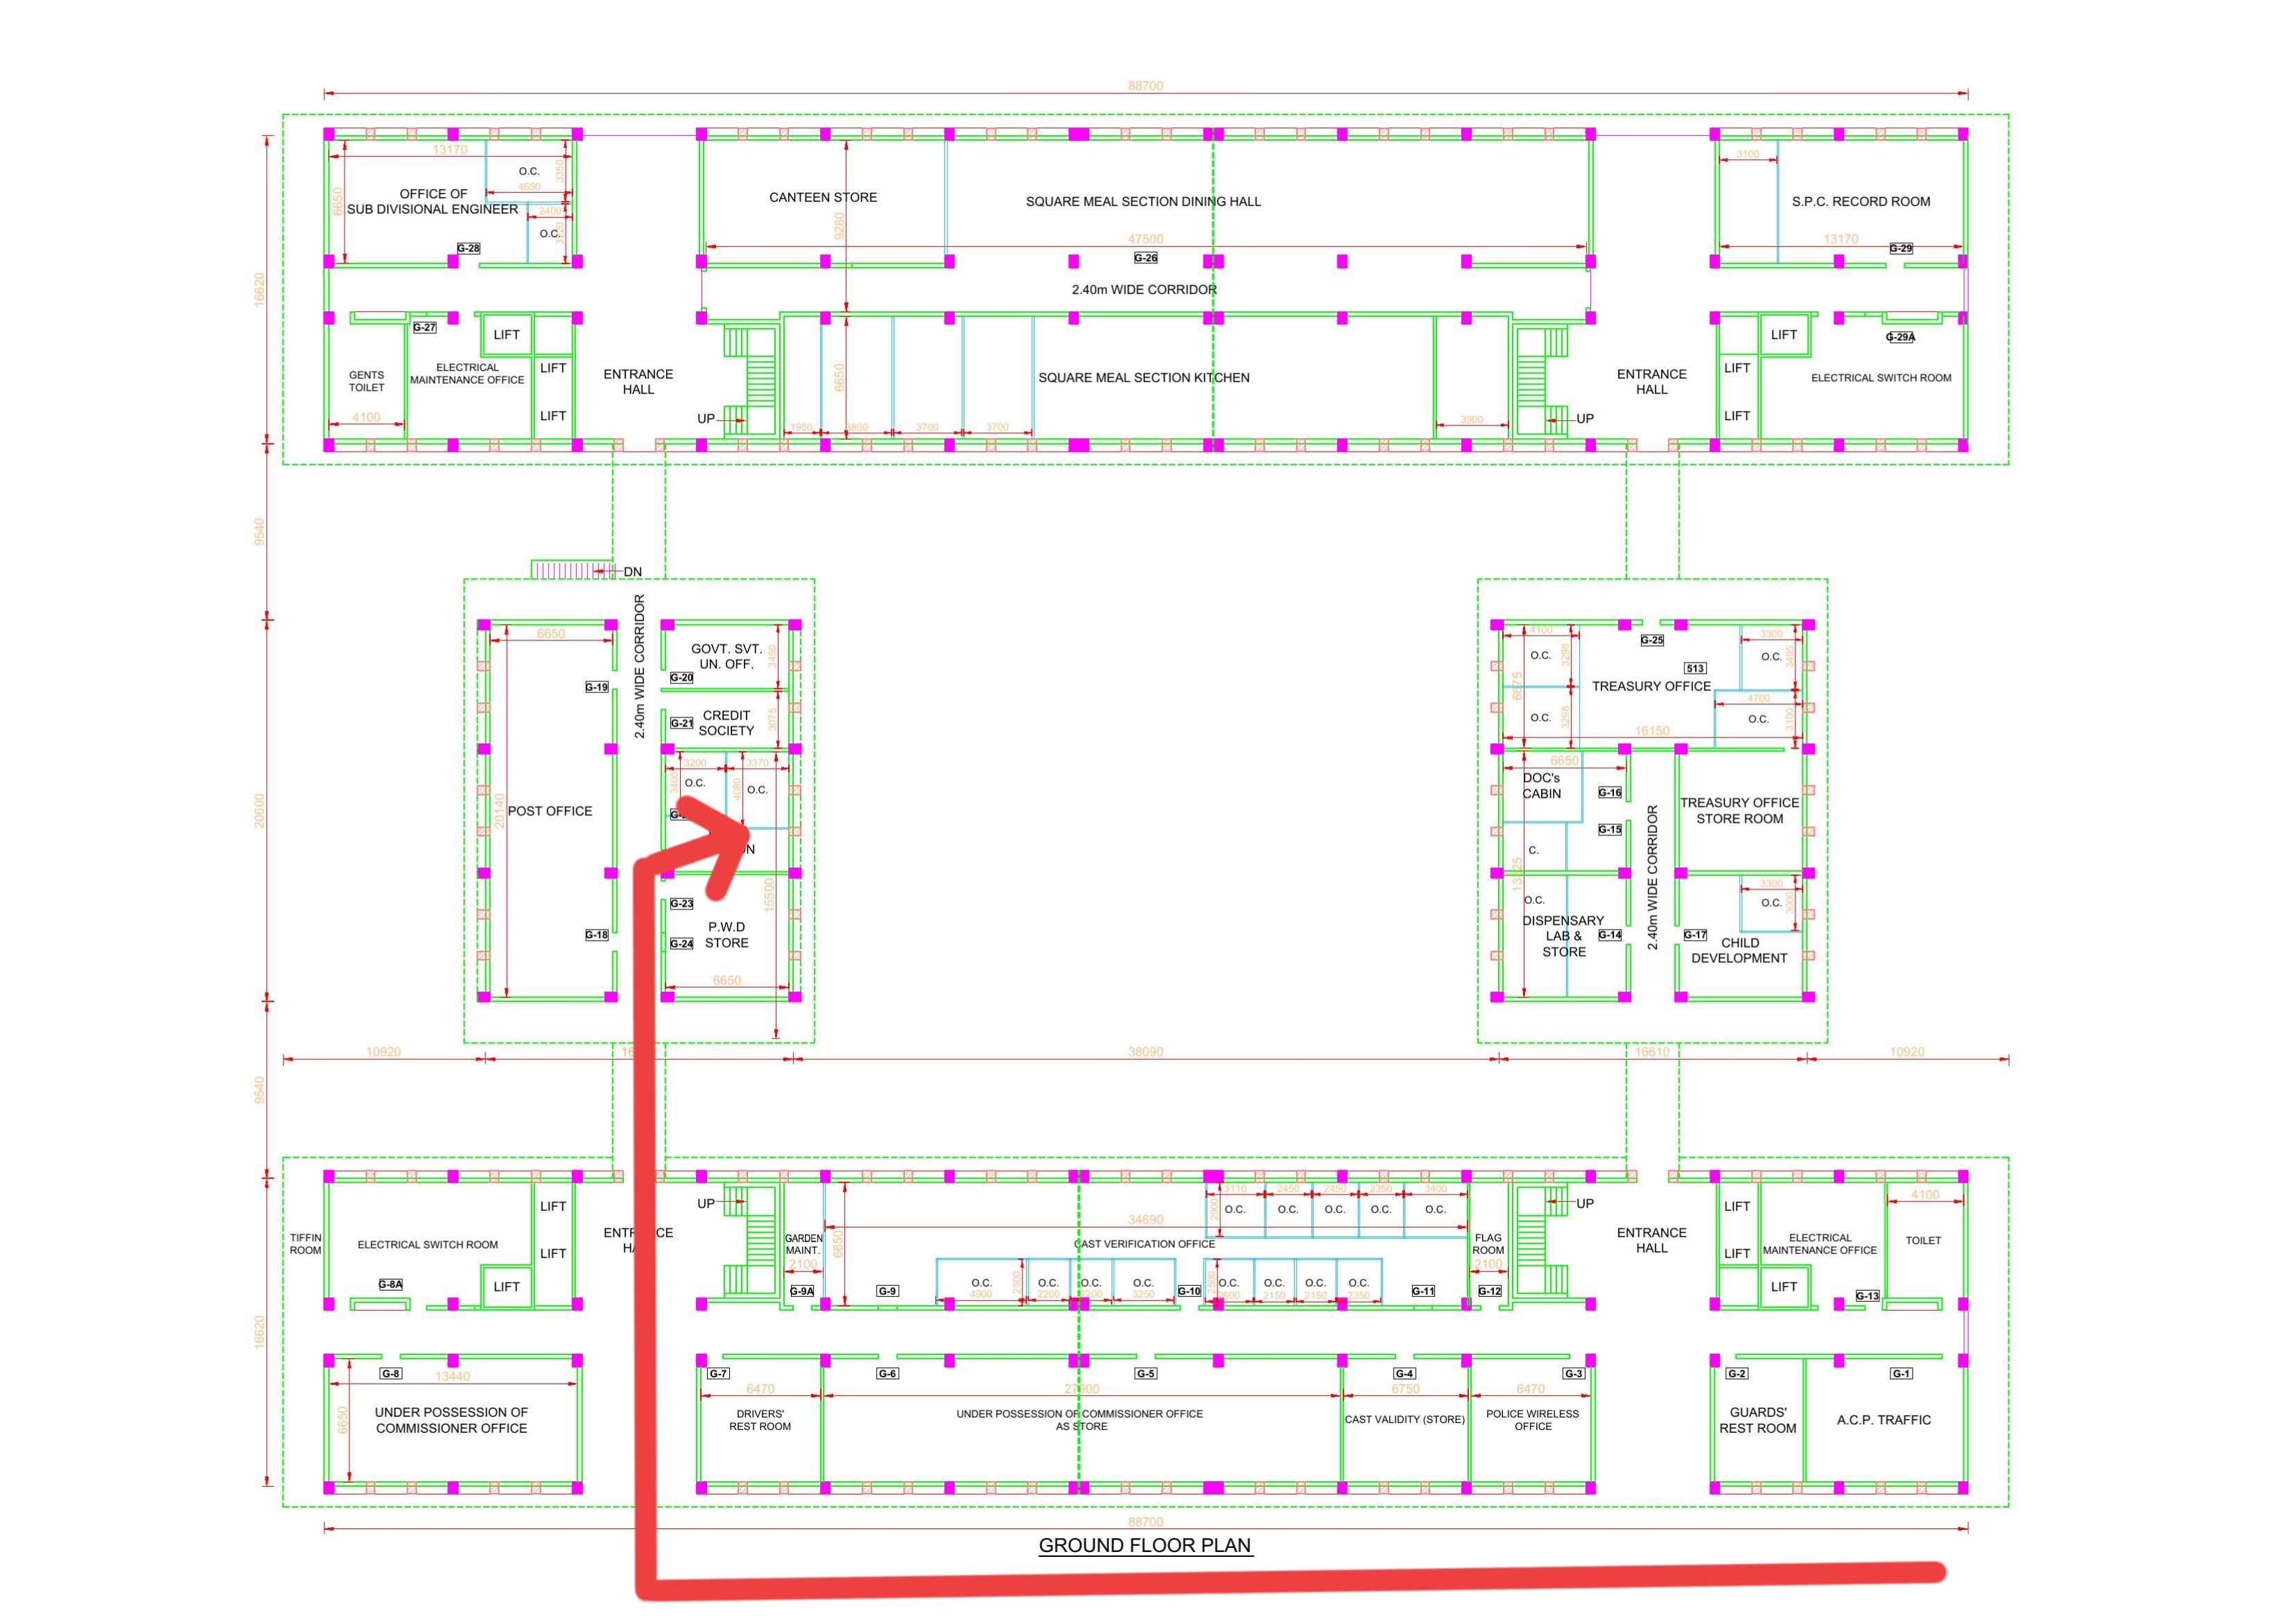 88700
13170
O.C.
3350
4650
OFFICE OF
SUB DIVISIONAL ENGINEER
6650
2400
O.C.
G-28
CANTEEN STORE
9280
SQUARE MEAL SECTION DINING HALL
47500
G-26
3100
S.P.C. RECORD ROOM
13170
G-29
16620
2.40m WIDE CORRIDOR
G-27
LIFT
GENTS
TOILET
ELECTRICAL
MAINTENANCE OFFICE
LIFT
LIFT
4100
ENTRANCE
HALL
UP
6650
SQUARE MEAL SECTION KITCHEN
1950
3800
3700
3700
3900
UP
ENTRANCE
HALL
LIFT
LIFT
LIFT
G-29A
ELECTRICAL SWITCH ROOM
9540
DN
2.40m WIDE CORRIDOR
6650
G-19
POST OFFICE
20140
G-18
GOVT. SVT.
UN. OFF.
3450
G-20
G-21
CREDIT
SOCIETY
3075
3200
3370
3400
O.C.
4080
O.C.
15500
G-23
P.W.D
STORE
G-24
6650
20600
4100
O.C.
3298
G-25
513
TREASURY OFFICE
3300
O.C.
3495
6675
O.C.
3298
4700
O.C.
3100
16150
6650
DOC's
CABIN
G-16
G-15
C.
O.C.
DISPENSARY
LAB &
STORE
G-14
2.40m WIDE CORRIDOR
TREASURY OFFICE
STORE ROOM
3300
O.C.
3000
G-17
CHILD
DEVELOPMENT
10920
38090
16610
10920
9540
TIFFIN
ROOM
ELECTRICAL SWITCH ROOM
LIFT
LIFT
LIFT
G-8A
UP
GARDEN
MAINT.
2100
G-9A
6650
34690
CAST VERIFICATION OFFICE
G-9
O.C.
4900
2500
O.C.
2200
O.C.
2200
O.C.
3250
G-10
3110
2450
2450
2350
3400
2900
O.C.
O.C.
O.C.
O.C.
O.C.
2500
O.C.
O.C.
2150
O.C.
2150
O.C.
2350
G-11
FLAG
ROOM
2100
G-12
UP
ENTRANCE
HALL
LIFT
LIFT
LIFT
ELECTRICAL
MAINTENANCE OFFICE
G-13
4100
TOILET
16620
G-8
13440
6650
UNDER POSSESSION OF
COMMISSIONER OFFICE
G-7
6470
DRIVERS'
REST ROOM
G-6
27900
G-5
UNDER POSSESSION OF COMMISSIONER OFFICE
AS STORE
G-4
6750
CAST VALIDITY (STORE)
G-3
6470
POLICE WIRELESS
OFFICE
G-2
GUARDS'
REST ROOM
G-1
A.C.P. TRAFFIC
88700
GROUND FLOOR PLAN